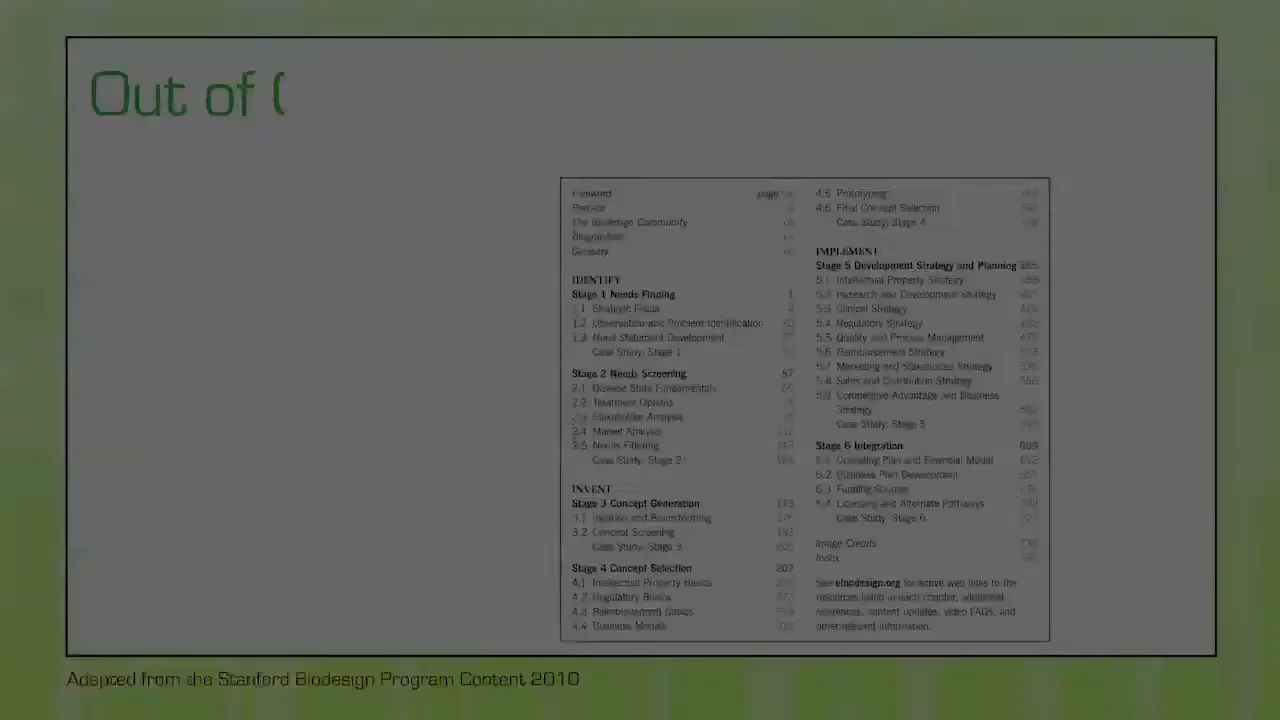 Out of (
Foreword page
Preface
The Biodesign Community
Biographies
Glossary
IDENTIFY
Stage 1 Needs Finding 1
1.1 Strategic Focus
1.2 Observation and Problem Identification
1.3 Need Statement Development
Case Study, Stage 1
Stage 2 Needs Screening 57
2.1 Disease State Fundamentals
2.2 Treatment Options
2.3 Stakeholder Analysis
2.4 Market Analysis
2.5 Needs Filtering
Case Study, Stage 2
INVENT
Stage 3 Concept Generation
3.1 Ideation and Brainstorming
3.2 Concept Screening
Case Study, Stage 3
Stage 4 Concept Selection 207
4.1 Intellectual Property Basics
4.2 Regulatory Basics
4.3 Reimbursement Basics
4.4 Business Models
4.5 Prototyping
4.6 Final Concept Selection
Case Study, Stage 4
IMPLEMENT
Stage 5 Development Strategy and Planning
5.1 Intellectual Property Strategy
5.2 Research and Development Strategy
5.3 Clinical Strategy
5.4 Regulatory Strategy
5.5 Quality and Process Management
5.6 Reimbursement Strategy
5.7 Marketing and Stakeholder Strategy
5.8 Sales and Distribution Strategy
5.9 Competitive Advantage and Business
Strategy
Case Study, Stage 5
Stage 6 Integration 609
6.1 Operating Plan and Financial Model
6.2 Business Plan Development
6.3 Funding Sources
6.4 Licensing and Alternate Pathways
Case Study, Stage 6
Image Credits
Index
See ebiodesign.org for active web links to the
resources listed in each chapter, additional
references, content updates, video FAQs, and
other relevant information.
Adapted from the Stanford Biodesign Program Content 2010